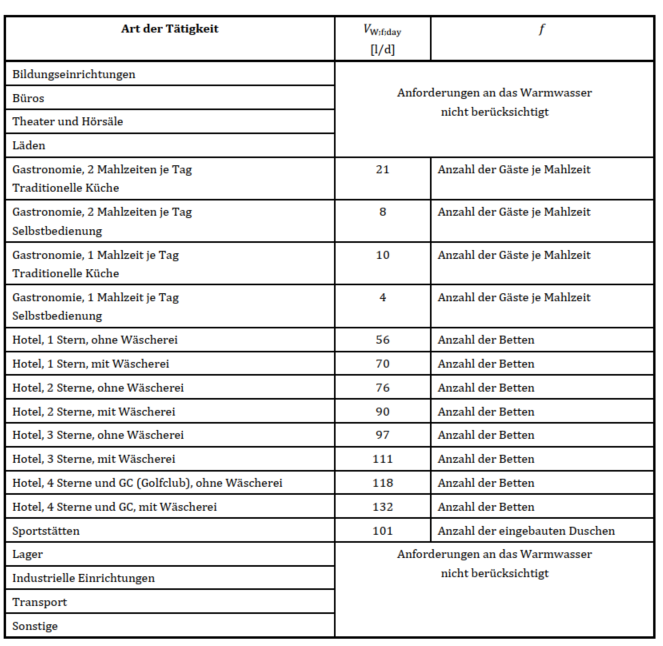 Art der Tätigkeit V_W;f;day f
[l/d]
Bildungseinrichtungen
Büros
Theater und Hörsäle
Läden
Anforderungen an das Warmwasser
nicht berücksichtigt
Gastronomie, 2 Mahlzeiten je Tag 21 Anzahl der Gäste je Mahlzeit
Traditionelle Küche
Gastronomie, 2 Mahlzeiten je Tag 8 Anzahl der Gäste je Mahlzeit
Selbstbedienung
Gastronomie, 1 Mahlzeit je Tag 10 Anzahl der Gäste je Mahlzeit
Traditionelle Küche
Gastronomie, 1 Mahlzeit je Tag 4 Anzahl der Gäste je Mahlzeit
Selbstbedienung
Hotel, 1 Stern, ohne Wäscherei 56 Anzahl der Betten
Hotel, 1 Stern, mit Wäscherei 70 Anzahl der Betten
Hotel, 2 Sterne, ohne Wäscherei 76 Anzahl der Betten
Hotel, 2 Sterne, mit Wäscherei 90 Anzahl der Betten
Hotel, 3 Sterne, ohne Wäscherei 97 Anzahl der Betten
Hotel, 3 Sterne, mit Wäscherei 111 Anzahl der Betten
Hotel, 4 Sterne und GC (Golfclub), ohne Wäscherei 118 Anzahl der Betten
Hotel, 4 Sterne und GC, mit Wäscherei 132 Anzahl der Betten
Sportstätten 101 Anzahl der eingebauten Duschen
Lager
Industrielle Einrichtungen
Transport
Sonstige
Anforderungen an das Warmwasser
nicht berücksichtigt